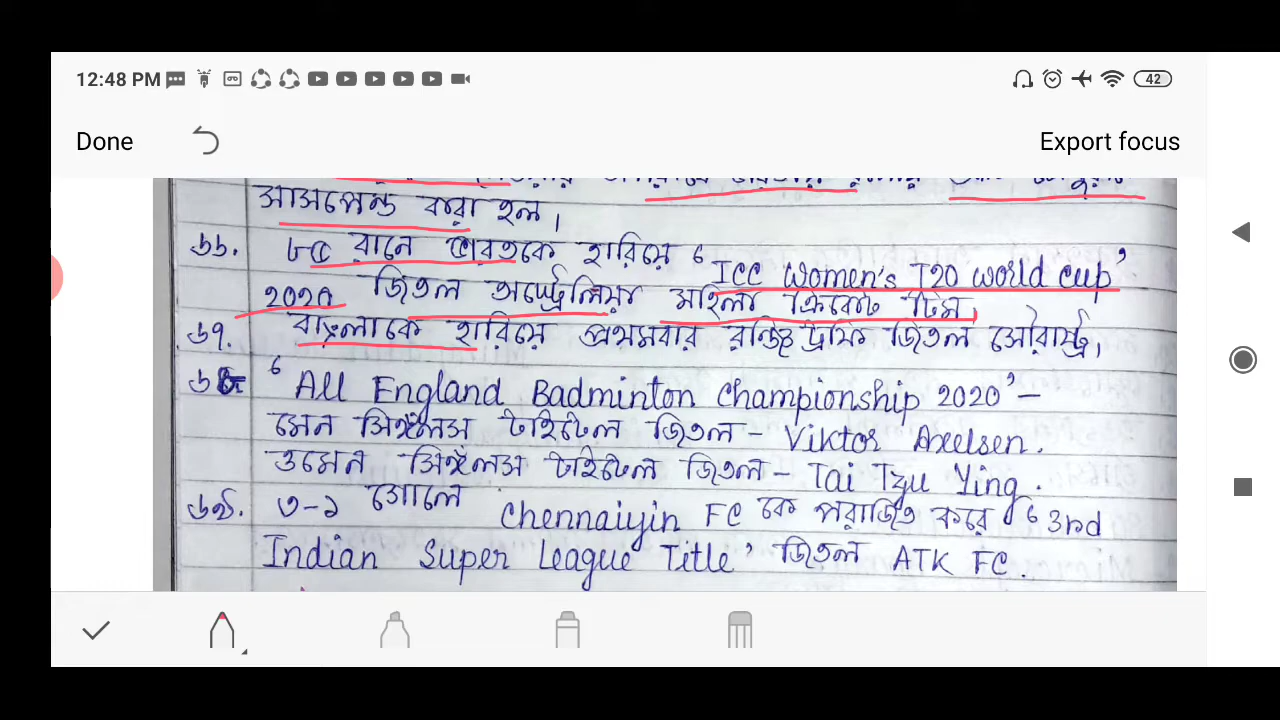 12:48 PM
42
Done
Export focus
সাসপেন্ড করা হল।
৬৬. ৮৫ রানে ভারতকে হারিয়ে ‘ICC Women's T20 World Cup’
২০২০ জিতল অস্ট্রেলিয়া মহিলা ক্রিকেট টিম।
৬৭. বাংলাকে হারিয়ে প্রথমবার রঞ্জি ট্রফি জিতল সৌরাষ্ট্র।
৬৮ ‘All England Badminton Championship 2020’ –
মেন সিঙ্গলস টাইটেল জিতল – Viktor Axelsen.
ওমেন সিঙ্গলস টাইটেল জিতল – Tai Tzu Ying.
৬৯. ৩-১ গোলে Chennaiyin FC কে পরাজিত করে ‘3rd
Indian Super League Title’ জিতল ATK FC.